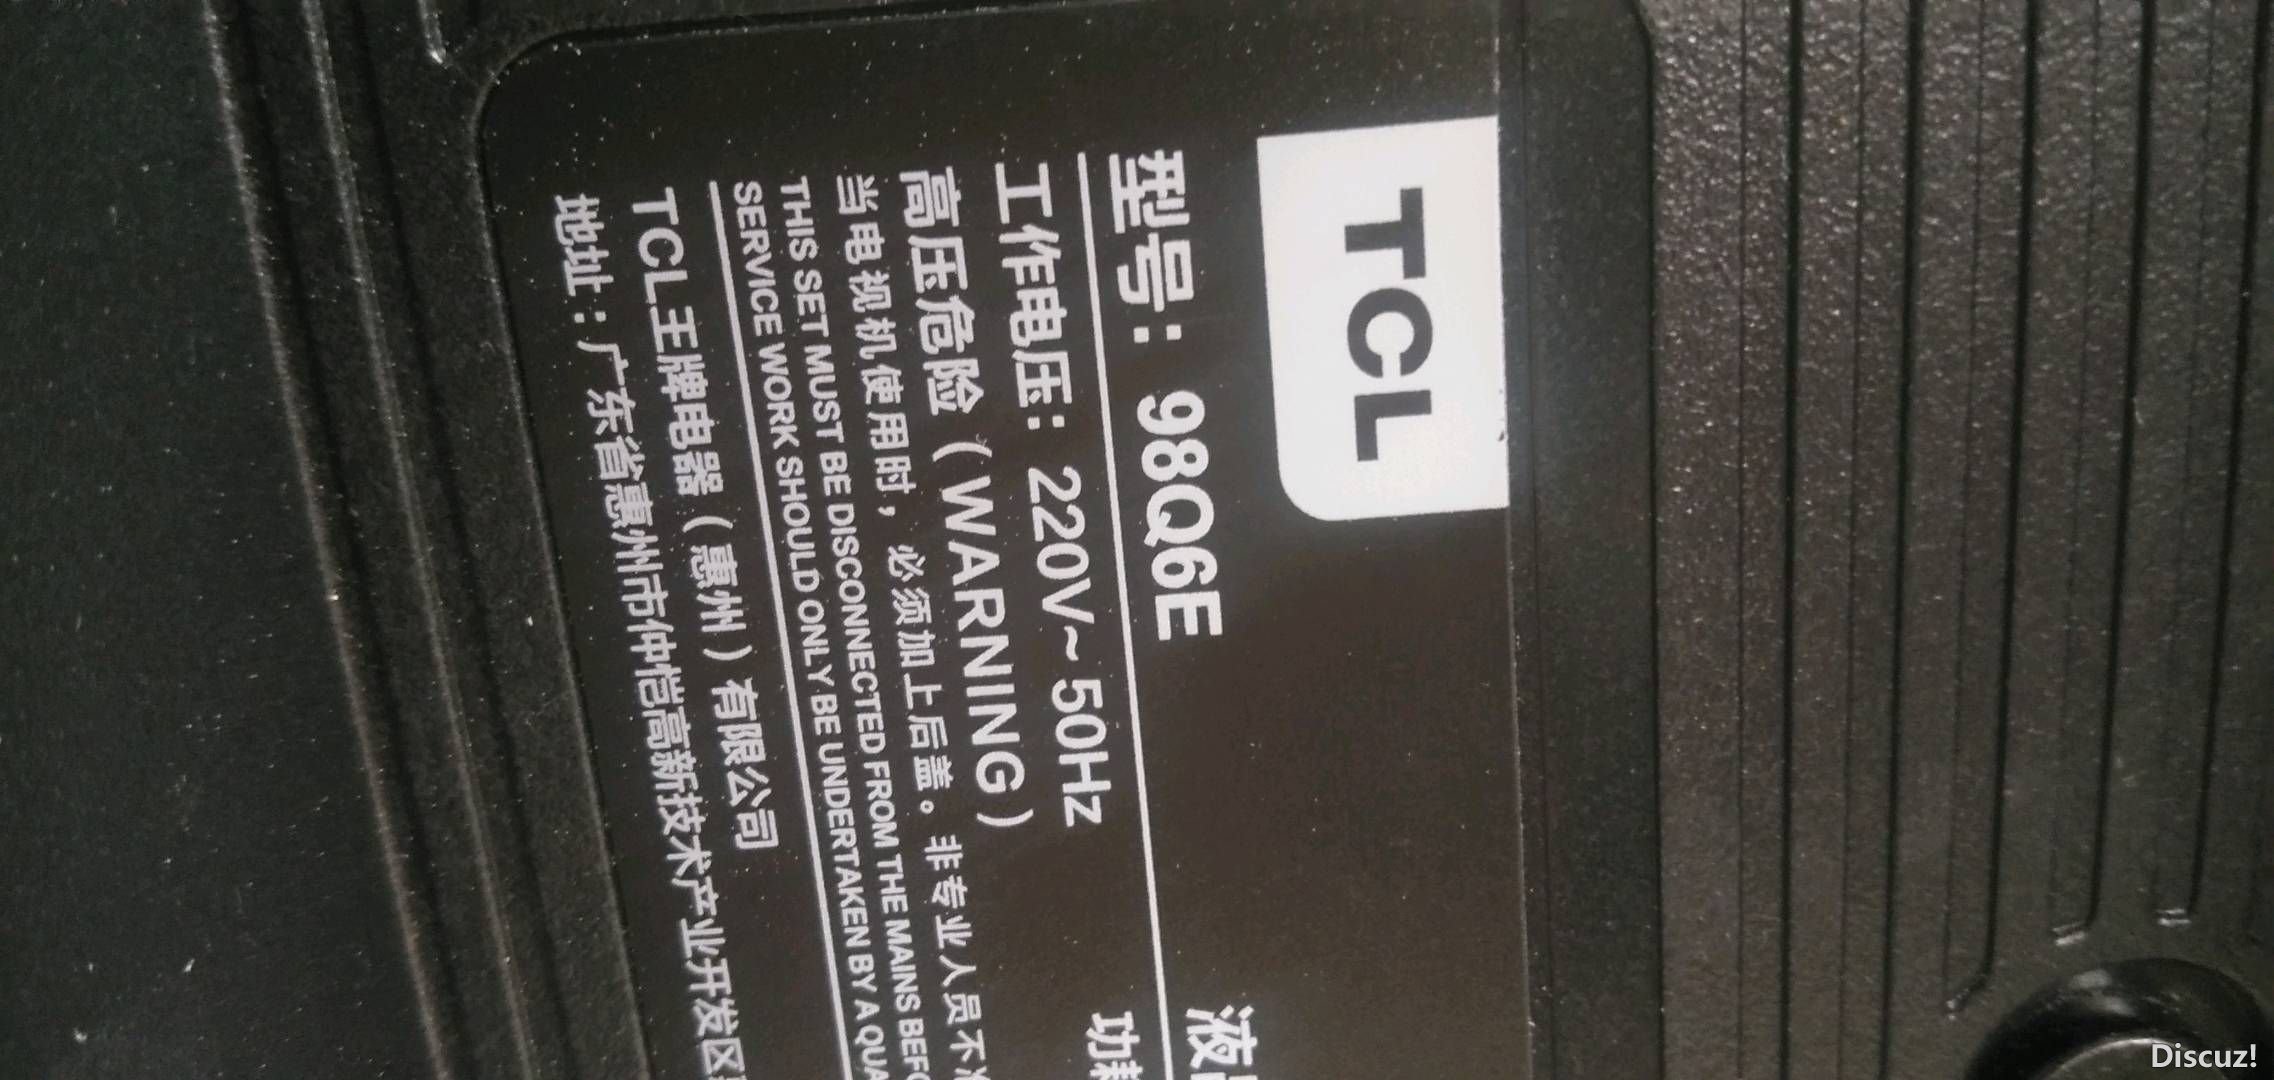 TCL
型号：98Q6E
液
工作电压：220V~50Hz
功耗
高压危险（WARNING）
当电视机使用时，必须加上后盖。非专业人员不
THIS SET MUST BE DISCONNECTED FROM THE MAINS BEFO
SERVICE WORK SHOULD ONLY BE UNDERTAKEN BY A QUA
TCL王牌电器（惠州）有限公司
地址：广东省惠州市仲恺高新技术产业开发区
Discuz!